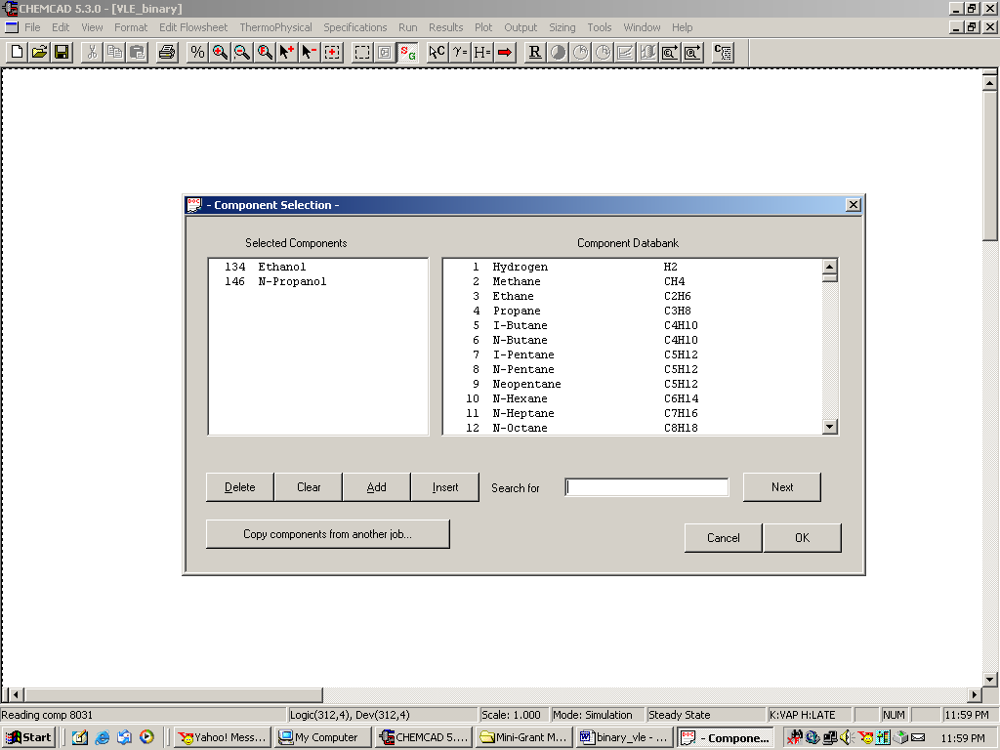 CHEMCAD 5.3.0 - [VLE_binary]
File Edit View Format Edit Flowsheet ThermoPhysical Specifications Run Results Plot Output Sizing Tools Window Help
% S G C γ= H= R C
DOC - Component Selection -
Selected Components Component Databank
134 Ethanol
146 N-Propanol
1 Hydrogen H2
2 Methane CH4
3 Ethane C2H6
4 Propane C3H8
5 I-Butane C4H10
6 N-Butane C4H10
7 I-Pentane C5H12
8 N-Pentane C5H12
9 Neopentane C5H12
10 N-Hexane C6H14
11 N-Heptane C7H16
12 N-Octane C8H18
Delete Clear Add Insert Search for Next
Copy components from another job... Cancel OK
Reading comp 8031 Logic(312,4), Dev(312,4) Scale: 1.000 Mode: Simulation Steady State K:VAP H:LATE NUM 11:59 PM
Start Yahoo! Mess... My Computer CHEMCAD 5.... Mini-Grant M... binary_vle - ... - Compone... 11:59 PM